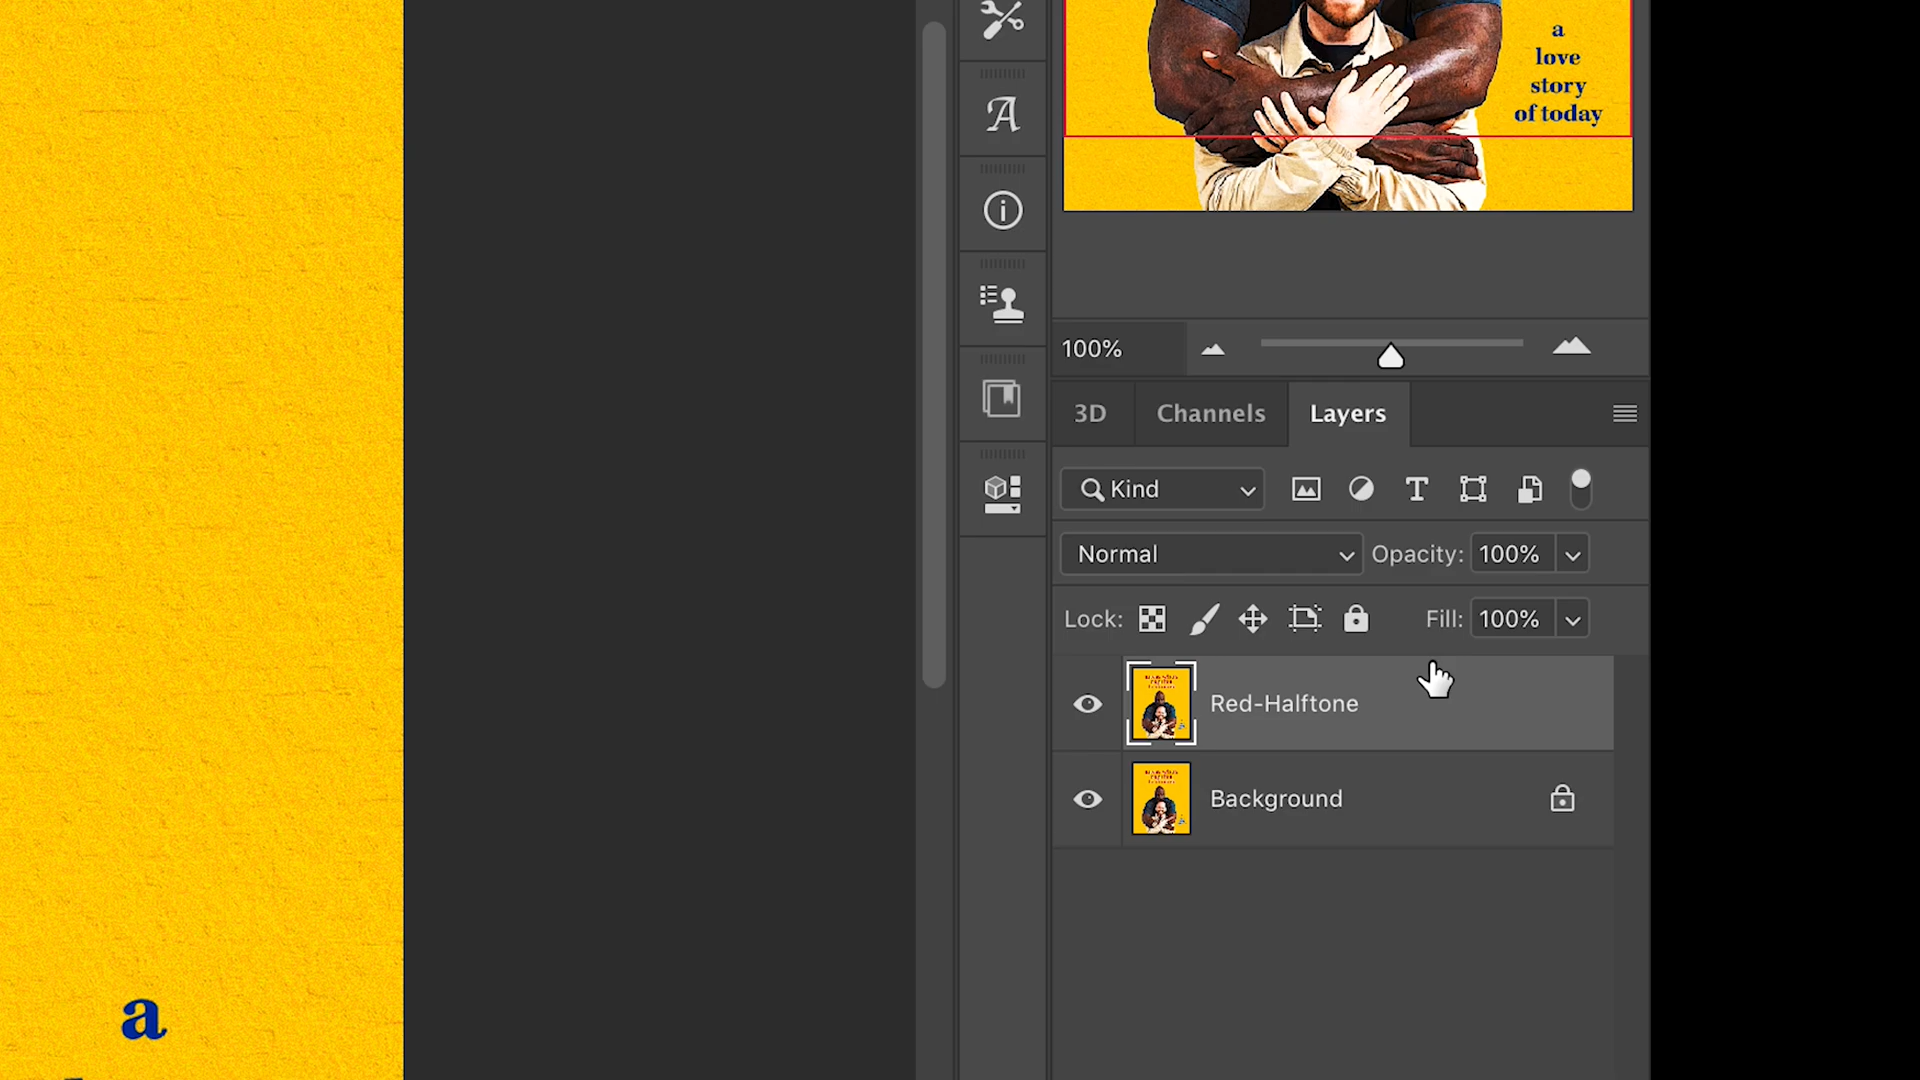 a
love
story
of today
100%
3D Channels Layers
Kind
Normal Opacity: 100%
Lock: Fill: 100%
Red-Halftone
Background
a